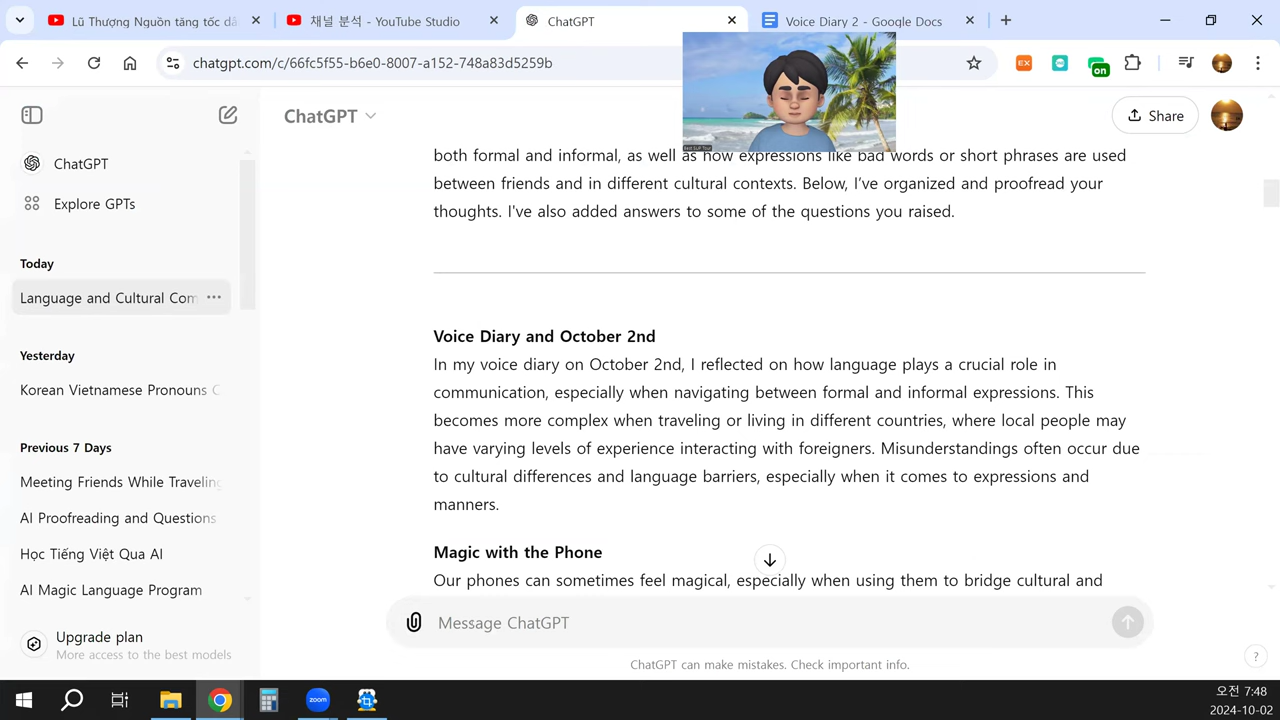 Lũ Thượng Nguồn tăng tốc dâ
채널 분석 - YouTube Studio
ChatGPT
Voice Diary 2 - Google Docs
chatgpt.com/c/66fc5f55-b6e0-8007-a152-748a83d5259b
EX
on
ChatGPT
Share
ChatGPT
Explore GPTs
Today
Language and Cultural Com
Yesterday
Korean Vietnamese Pronouns C
Previous 7 Days
Meeting Friends While Traveling
AI Proofreading and Questions
Học Tiếng Việt Qua AI
AI Magic Language Program
Upgrade plan
More access to the best models
both formal and informal, as well as how expressions like bad words or short phrases are used
between friends and in different cultural contexts. Below, I've organized and proofread your
thoughts. I've also added answers to some of the questions you raised.
Voice Diary and October 2nd
In my voice diary on October 2nd, I reflected on how language plays a crucial role in
communication, especially when navigating between formal and informal expressions. This
becomes more complex when traveling or living in different countries, where local people may
have varying levels of experience interacting with foreigners. Misunderstandings often occur due
to cultural differences and language barriers, especially when it comes to expressions and
manners.
Magic with the Phone
Our phones can sometimes feel magical, especially when using them to bridge cultural and
Message ChatGPT
ChatGPT can make mistakes. Check important info.
?
zoom
오전 7:48
2024-10-02